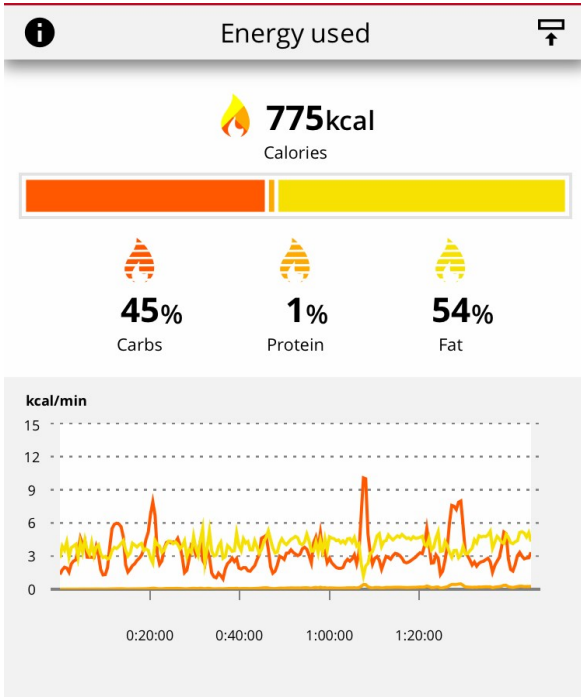 Energy used
775kcal
Calories
45% 1% 54%
Carbs Protein Fat
kcal/min
15
12
9
6
3
0
0:20:00 0:40:00 1:00:00 1:20:00